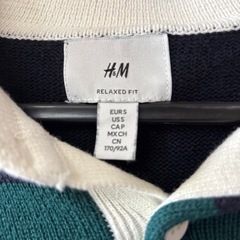 H&M
RELAXED FIT
EUR S
US S
CA P
MX CH
CN
170/92A